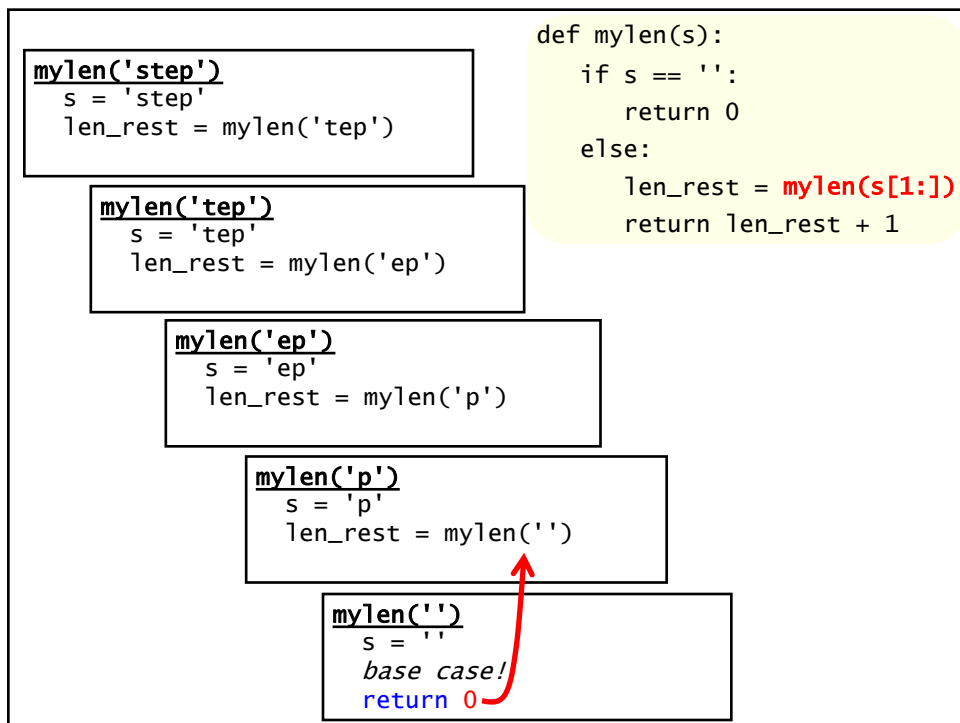 def mylen(s):
if s == '':
return 0
else:
len_rest = mylen(s[1:])
return len_rest + 1
mylen('step')
s = 'step'
len_rest = mylen('tep')
mylen('tep')
s = 'tep'
len_rest = mylen('ep')
mylen('ep')
s = 'ep'
len_rest = mylen('p')
mylen('p')
s = 'p'
len_rest = mylen('')
mylen('')
s = ''
base case!
return 0